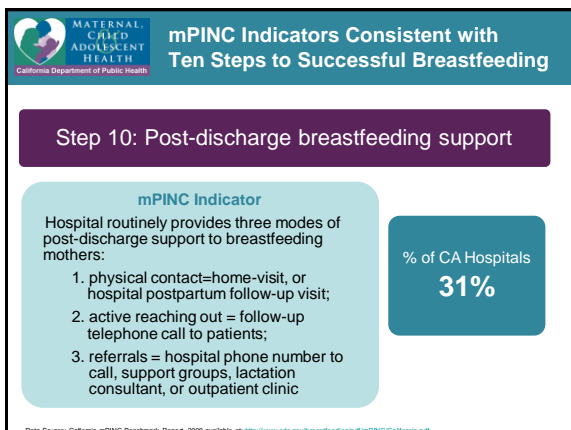 MATERNAL,
CHILD
ADOLESCENT
HEALTH
California Department of Public Health
mPINC Indicators Consistent with
Ten Steps to Successful Breastfeeding
Step 10: Post-discharge breastfeeding support
mPINC Indicator
Hospital routinely provides three modes of
post-discharge support to breastfeeding
mothers:
1. physical contact=home-visit, or
hospital postpartum follow-up visit;
2. active reaching out = follow-up
telephone call to patients;
3. referrals = hospital phone number to
call, support groups, lactation
consultant, or outpatient clinic
% of CA Hospitals
31%